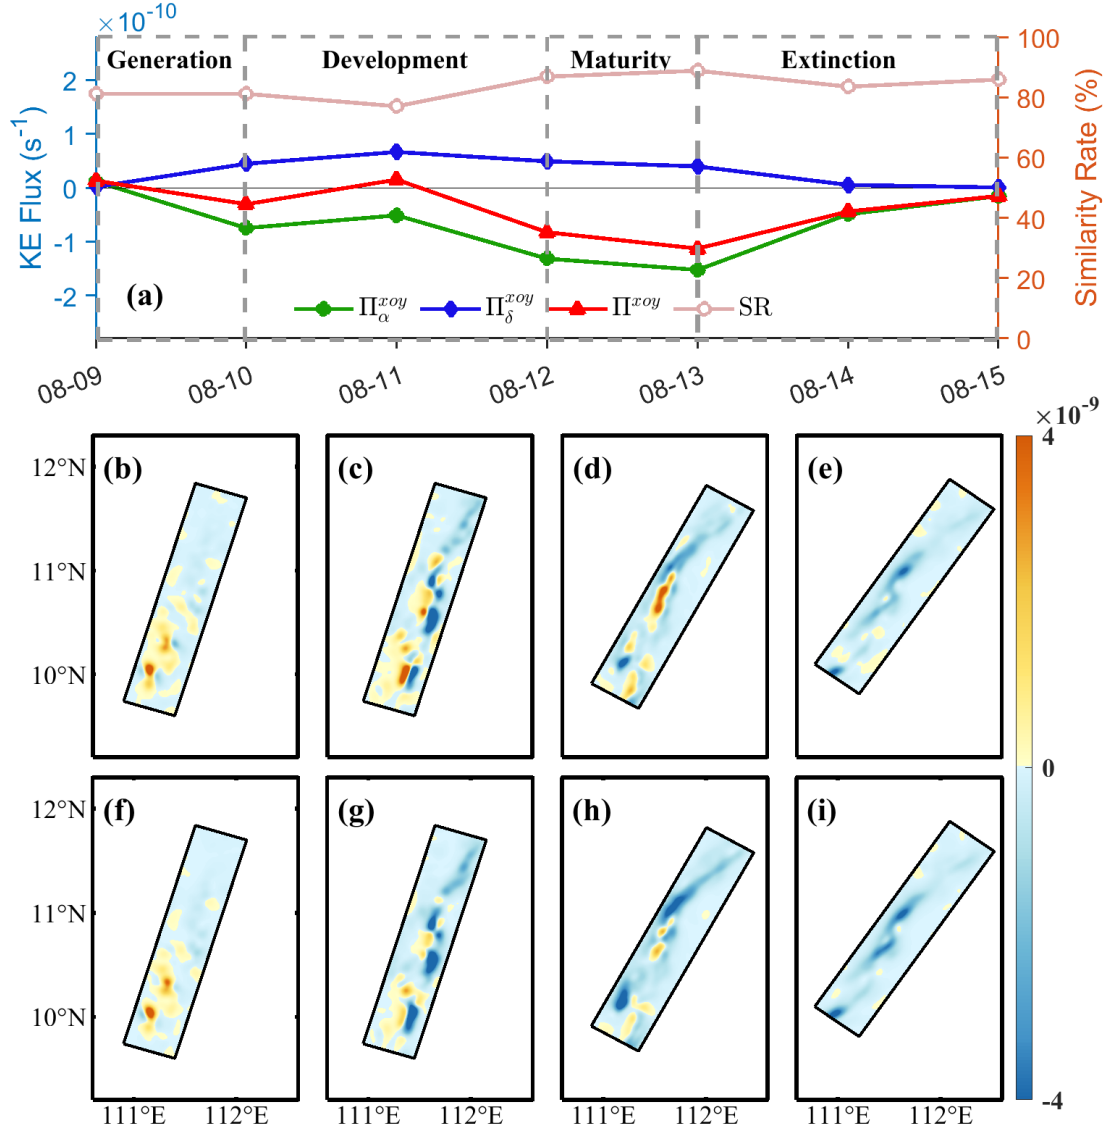 ×10⁻¹⁰
Generation Development Maturity Extinction
KE Flux (s⁻¹)
2
1
0
-1
-2
100
80
60
40
20
0
Similarity Rate (%)
(a)
Π_α^{xoy} Π_δ^{xoy} Π^{xoy} SR
08-09 08-10 08-11 08-12 08-13 08-14 08-15
×10⁻⁹
4
0
-4
(b) (c) (d) (e)
12°N
11°N
10°N
(f) (g) (h) (i)
12°N
11°N
10°N
111°E 112°E 111°E 112°E 111°E 112°E 111°E 112°E